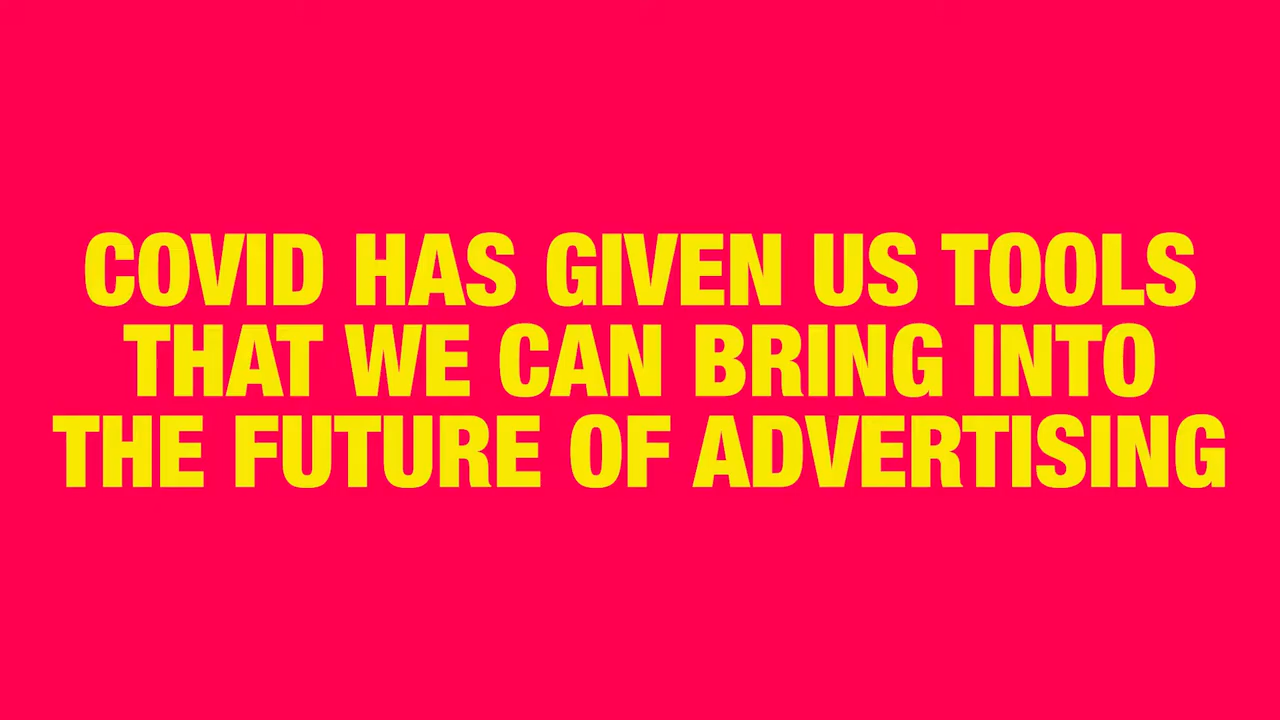 COVID HAS GIVEN US TOOLS
THAT WE CAN BRING INTO
THE FUTURE OF ADVERTISING